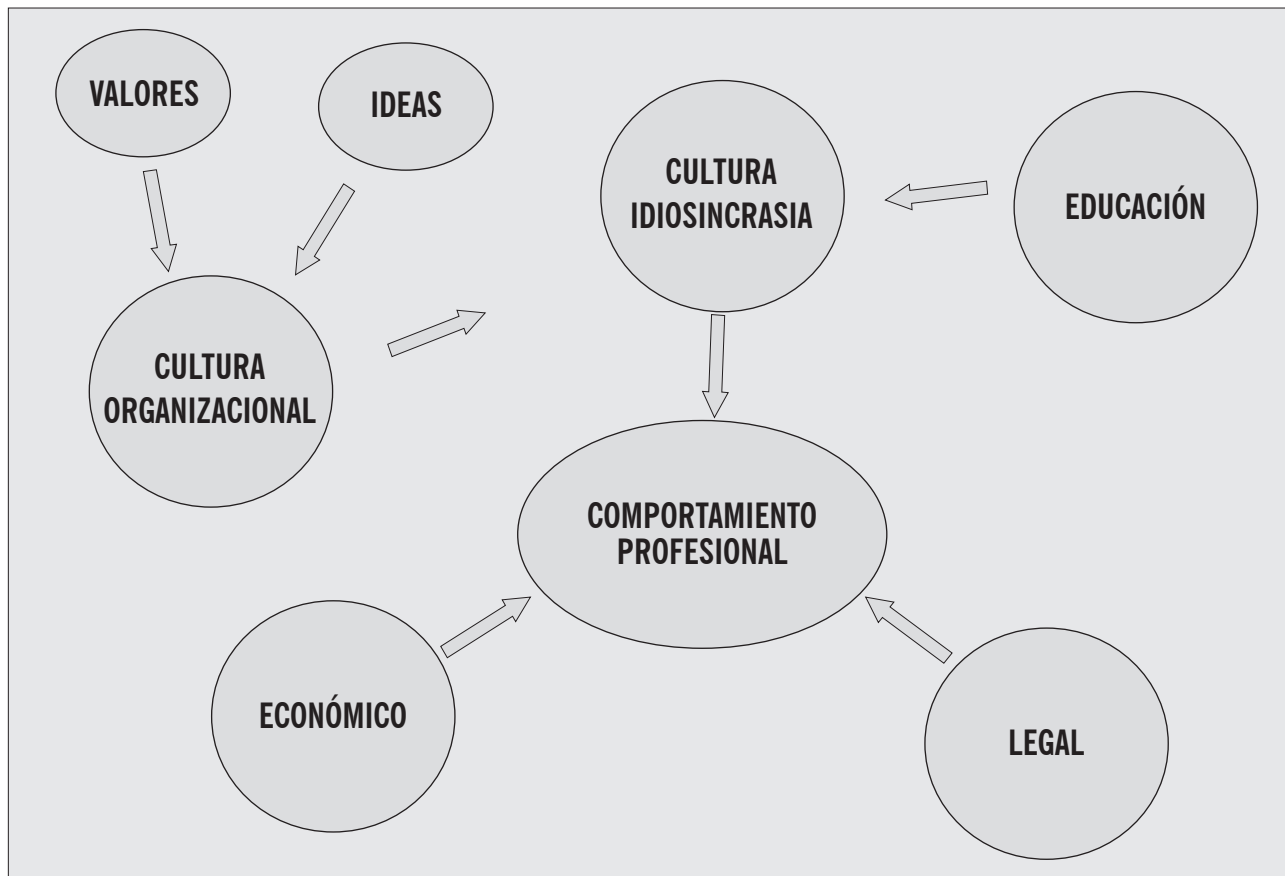 VALORES
IDEAS
CULTURA
IDIOSINCRASIA
EDUCACIÓN
CULTURA
ORGANIZACIONAL
COMPORTAMIENTO
PROFESIONAL
ECONÓMICO
LEGAL